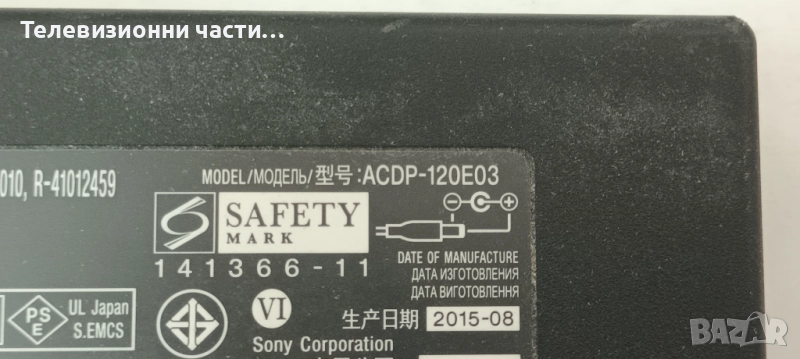 Телевизионни части...
010, R-41012459
MODEL/МОДЕЛЬ/型号:ACDP-120E03
SAFETY
MARK
141366-11
DATE OF MANUFACTURE
ДАТА ИЗГОТОВЛЕНИЯ
ДАТА ВИГОТОВЛЕННЯ
PS
E
UL Japan
S.EMCS
VI
生产日期 2015-08
Sony Corporation
BAZAR